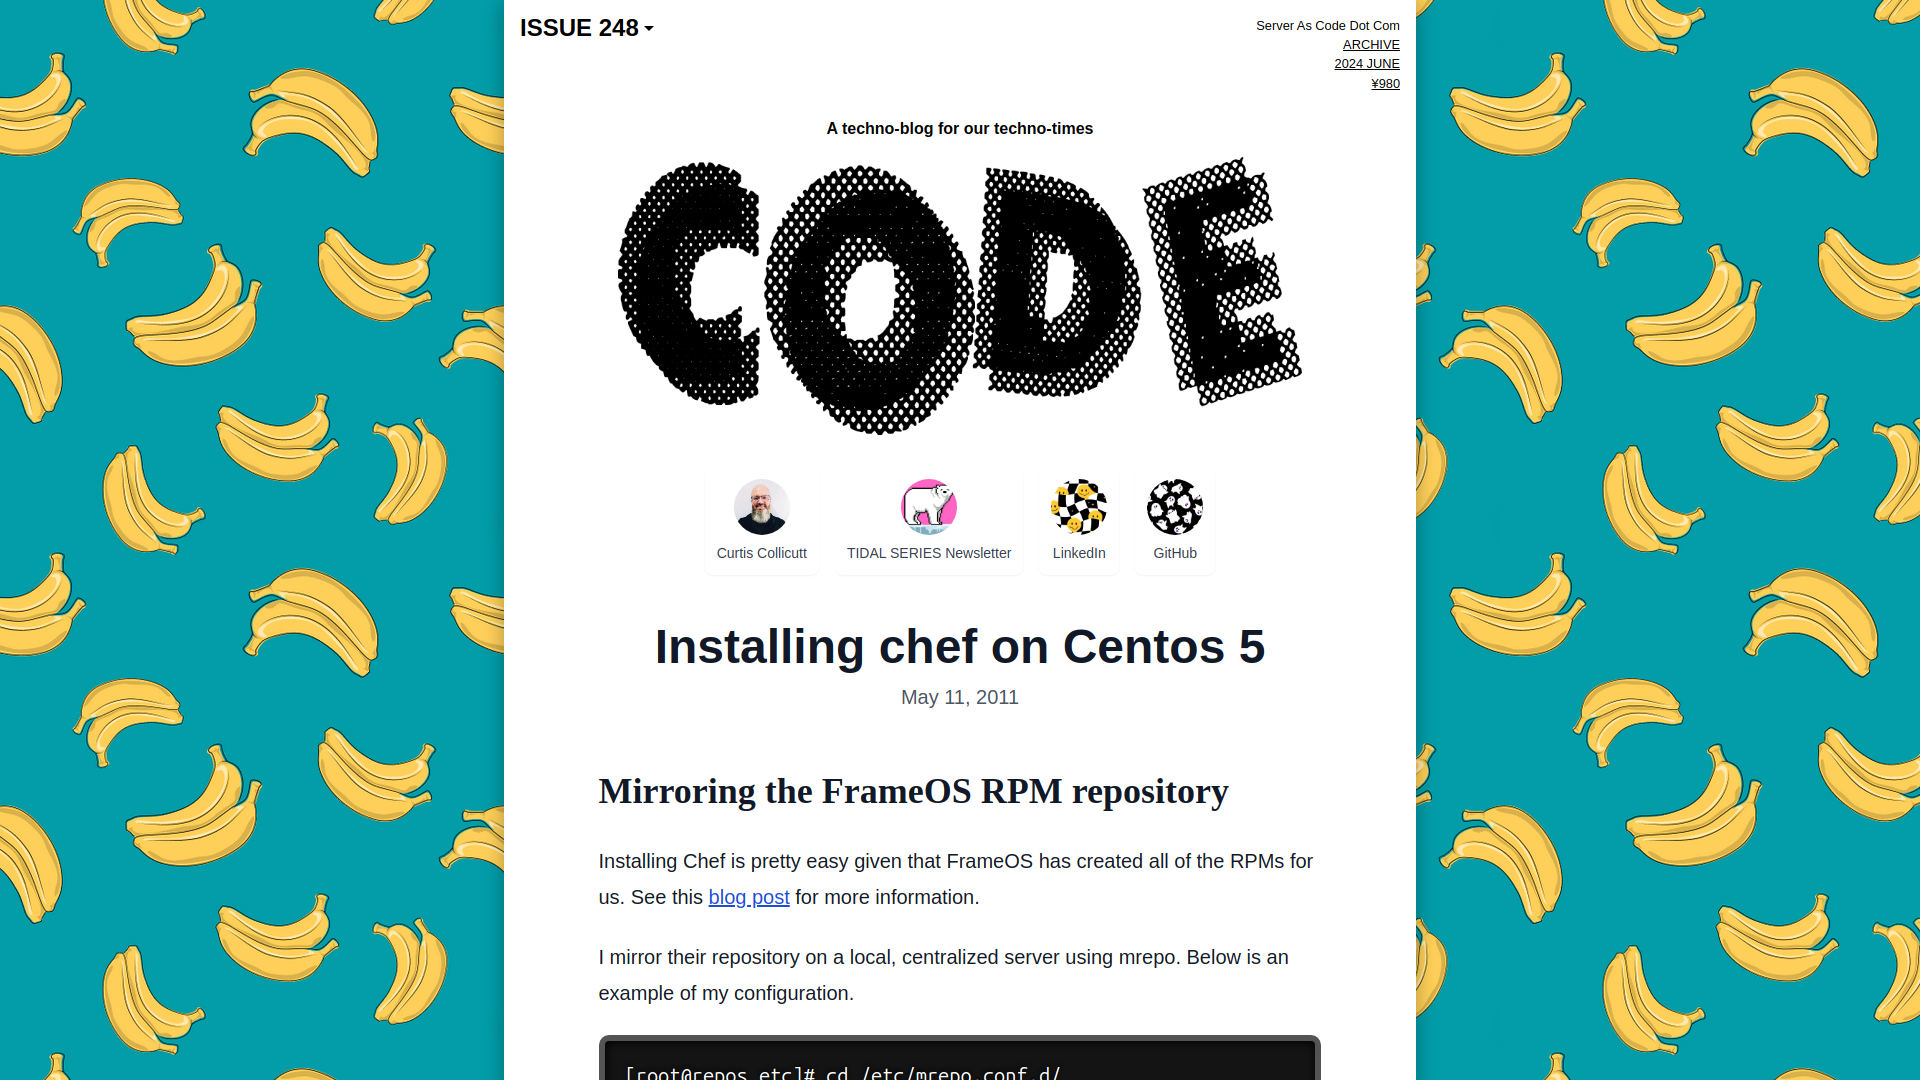 ISSUE 248
Server As Code Dot Com
ARCHIVE
2024 JUNE
¥980
A techno-blog for our techno-times
CODE
Curtis Collicutt
TIDAL SERIES Newsletter
LinkedIn
GitHub
Installing chef on Centos 5
May 11, 2011
Mirroring the FrameOS RPM repository
Installing Chef is pretty easy given that FrameOS has created all of the RPMs for
us. See this blog post for more information.
I mirror their repository on a local, centralized server using mrepo. Below is an
example of my configuration.
[root@repos etc]# cd /etc/mrepo.conf.d/